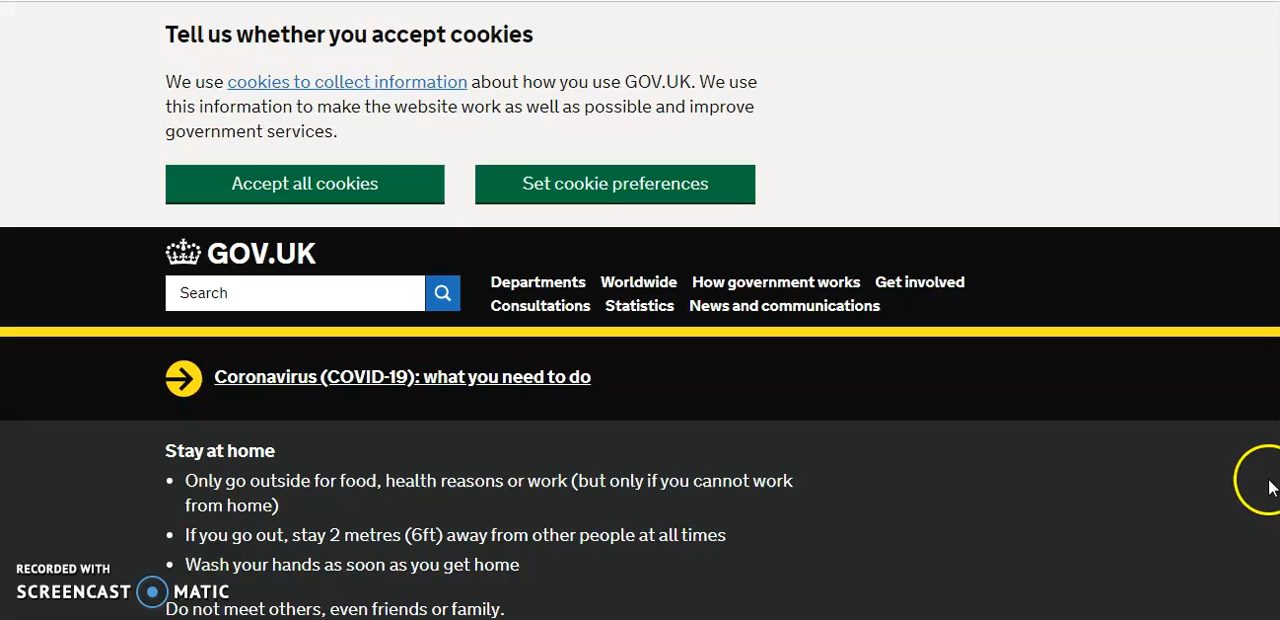 Tell us whether you accept cookies
We use cookies to collect information about how you use GOV.UK. We use
this information to make the website work as well as possible and improve
government services.
Accept all cookies
Set cookie preferences
GOV.UK
Search
Departments Worldwide How government works Get involved
Consultations Statistics News and communications
Coronavirus (COVID-19): what you need to do
Stay at home
• Only go outside for food, health reasons or work (but only if you cannot work
from home)
• If you go out, stay 2 metres (6ft) away from other people at all times
• Wash your hands as soon as you get home
Do not meet others, even friends or family.
RECORDED WITH
SCREENCAST MATIC